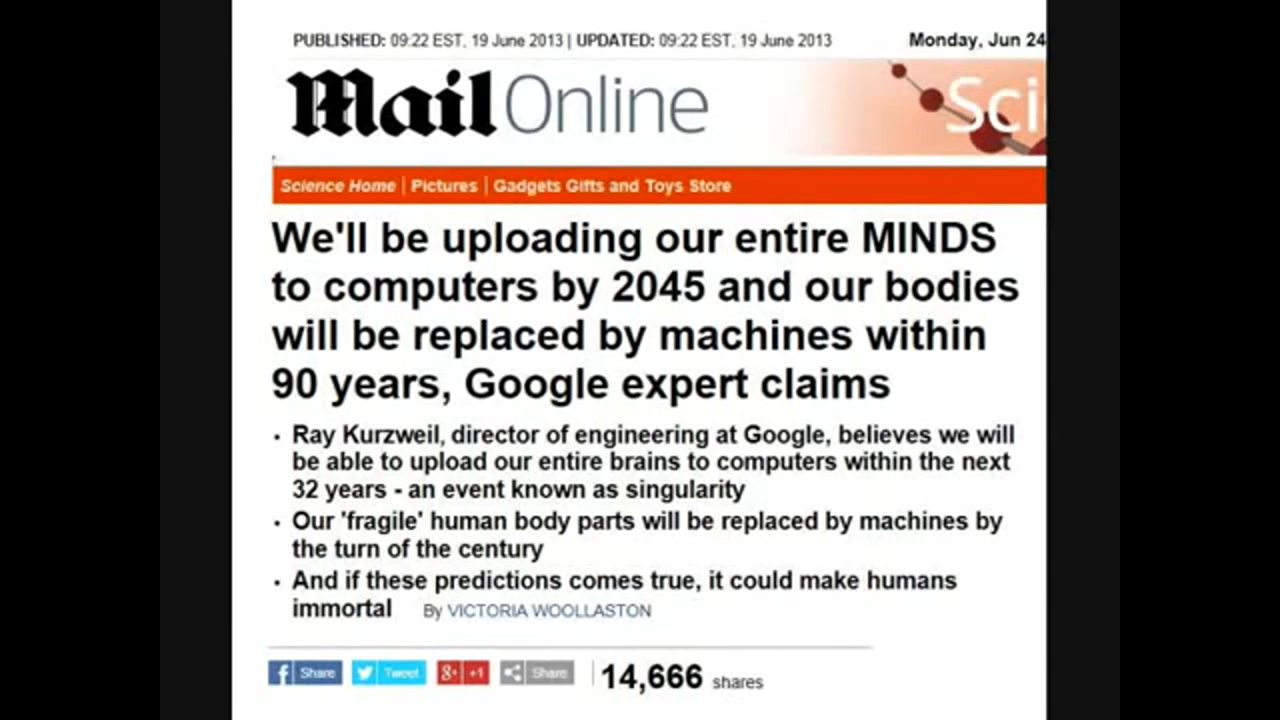 PUBLISHED: 09:22 EST, 19 June 2013 | UPDATED: 09:22 EST, 19 June 2013 Monday, Jun 24
Mail Online Sci
Science Home | Pictures | Gadgets Gifts and Toys Store
We'll be uploading our entire MINDS
to computers by 2045 and our bodies
will be replaced by machines within
90 years, Google expert claims
· Ray Kurzweil, director of engineering at Google, believes we will
be able to upload our entire brains to computers within the next
32 years - an event known as singularity
· Our 'fragile' human body parts will be replaced by machines by
the turn of the century
· And if these predictions comes true, it could make humans
immortal By VICTORIA WOOLLASTON
f Share Tweet 8+ +1 Share 14,666 shares